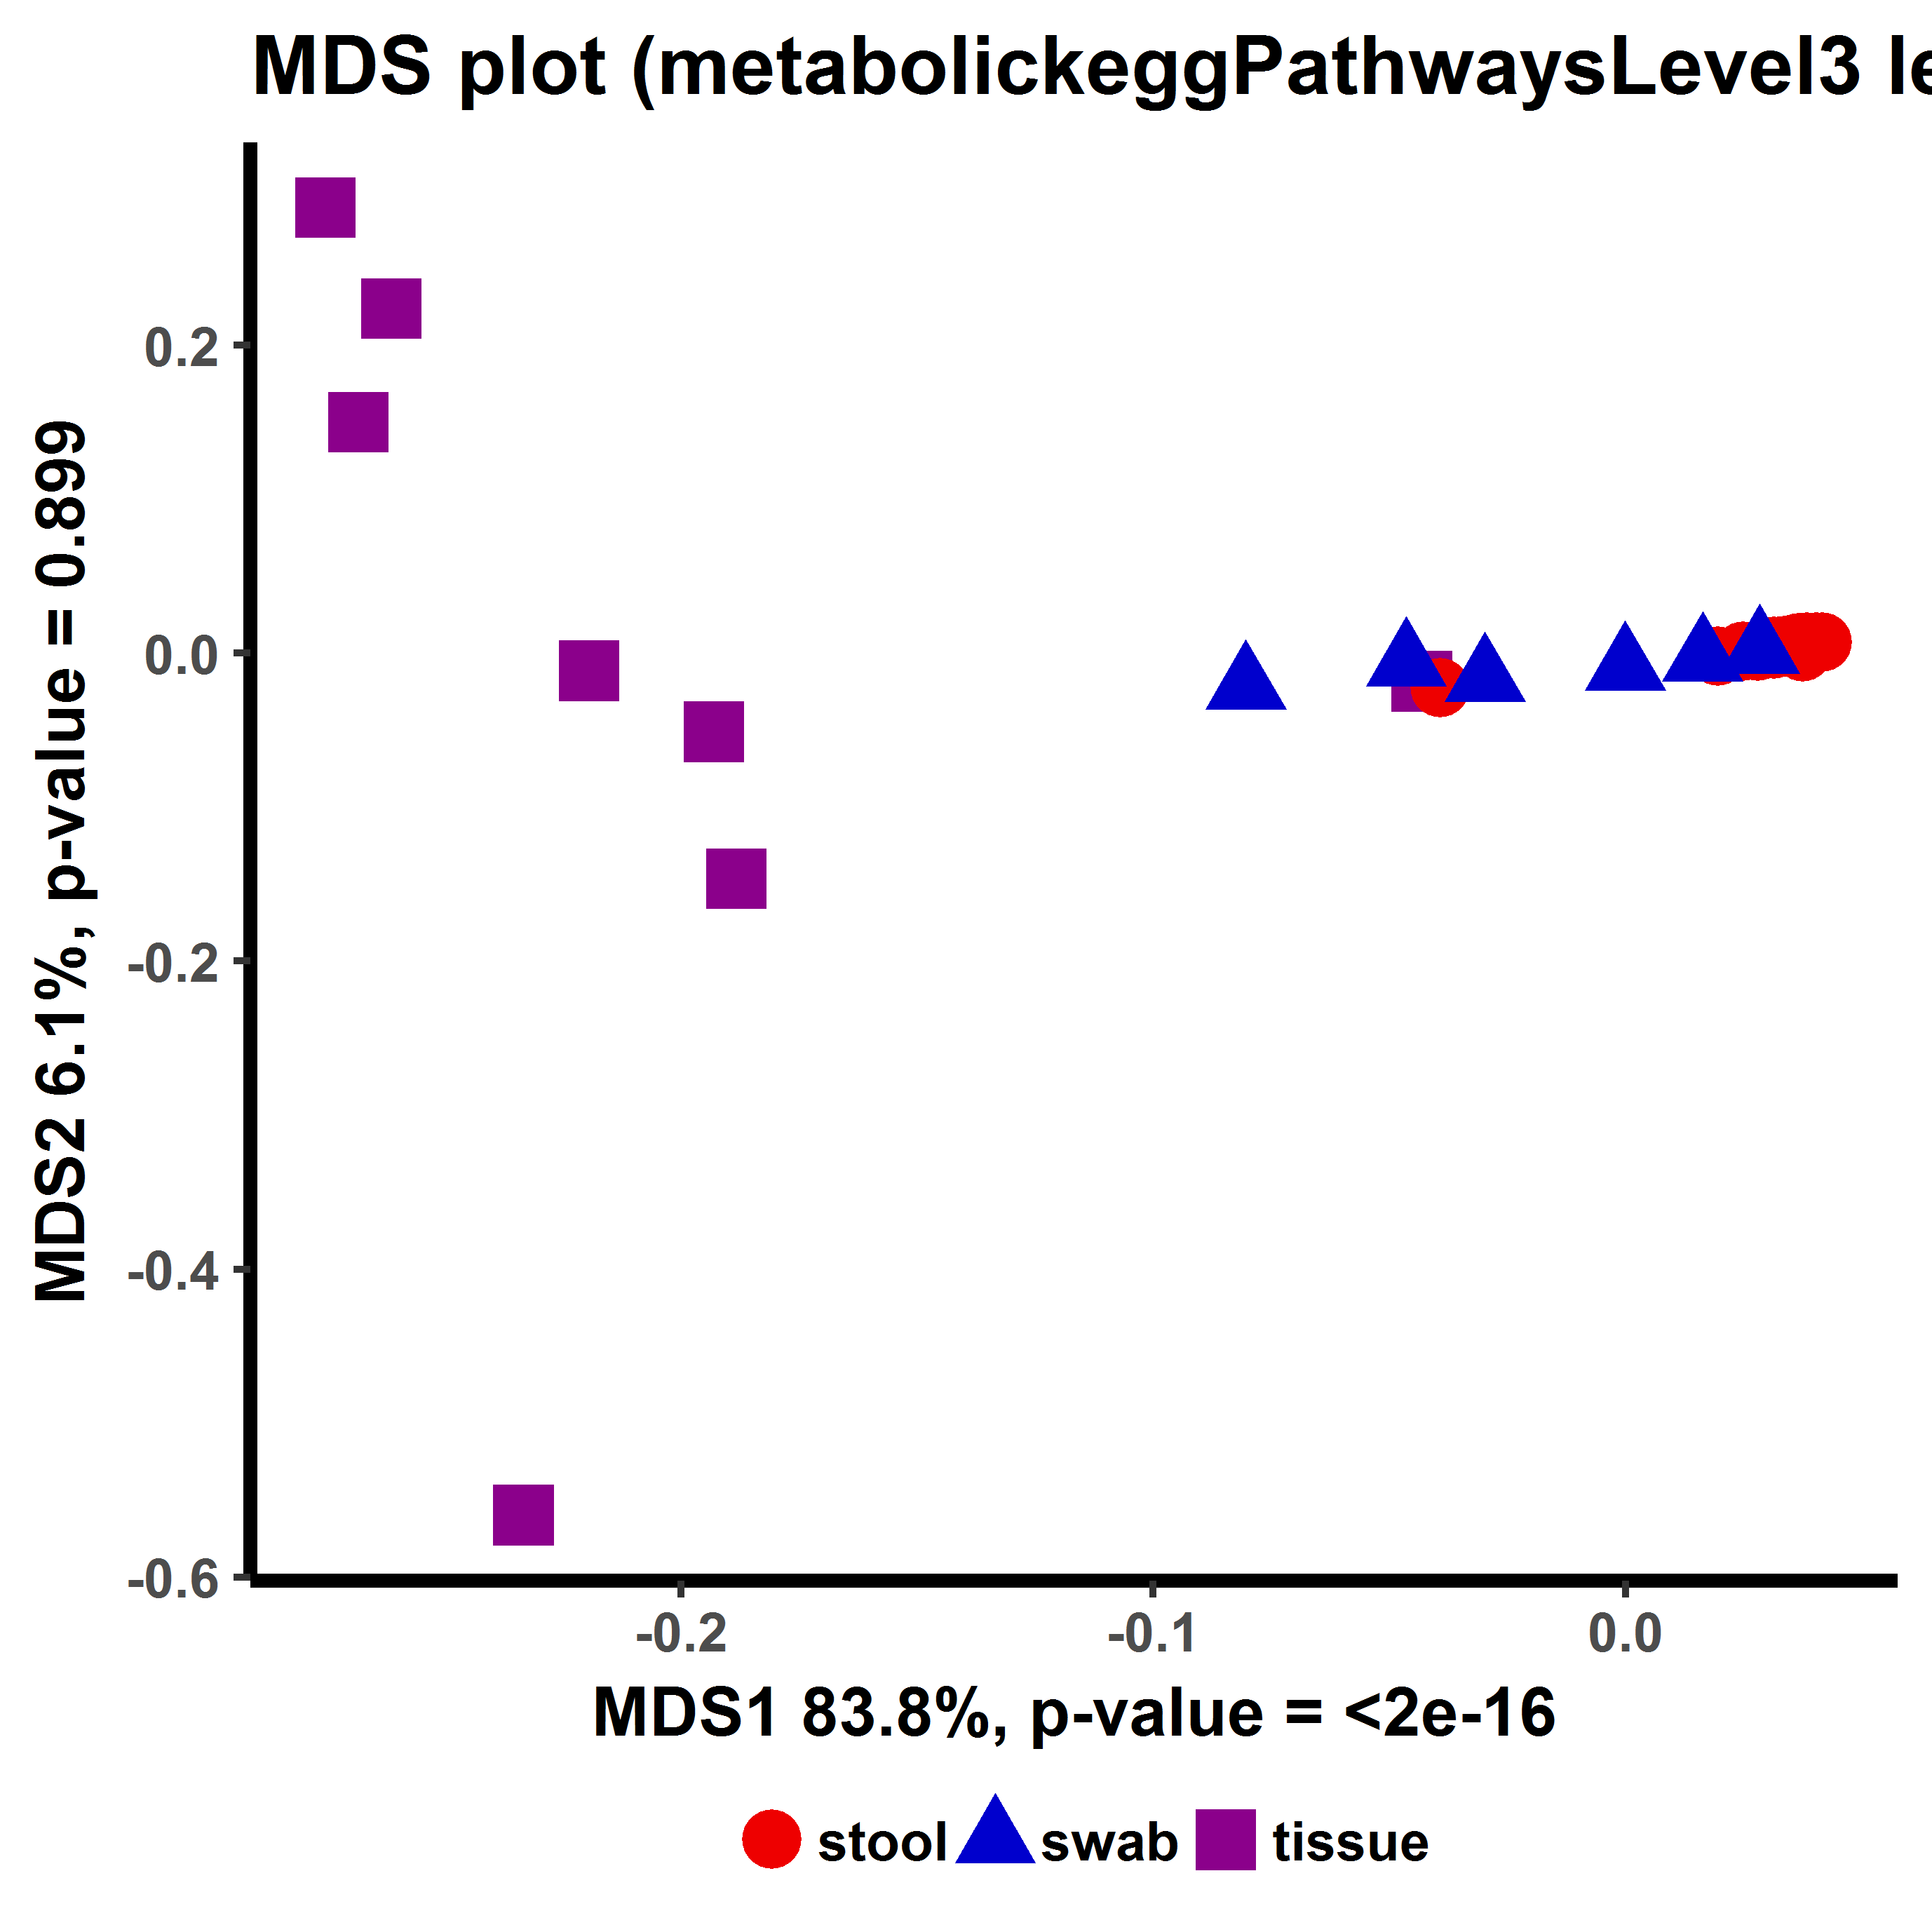 MDS plot (metabolickeggPathwaysLevel3 le
MDS2 6.1%, p-value = 0.899
0.2
0.0
-0.2
-0.4
-0.6
-0.2 -0.1 0.0
MDS1 83.8%, p-value = <2e-16
stool swab tissue